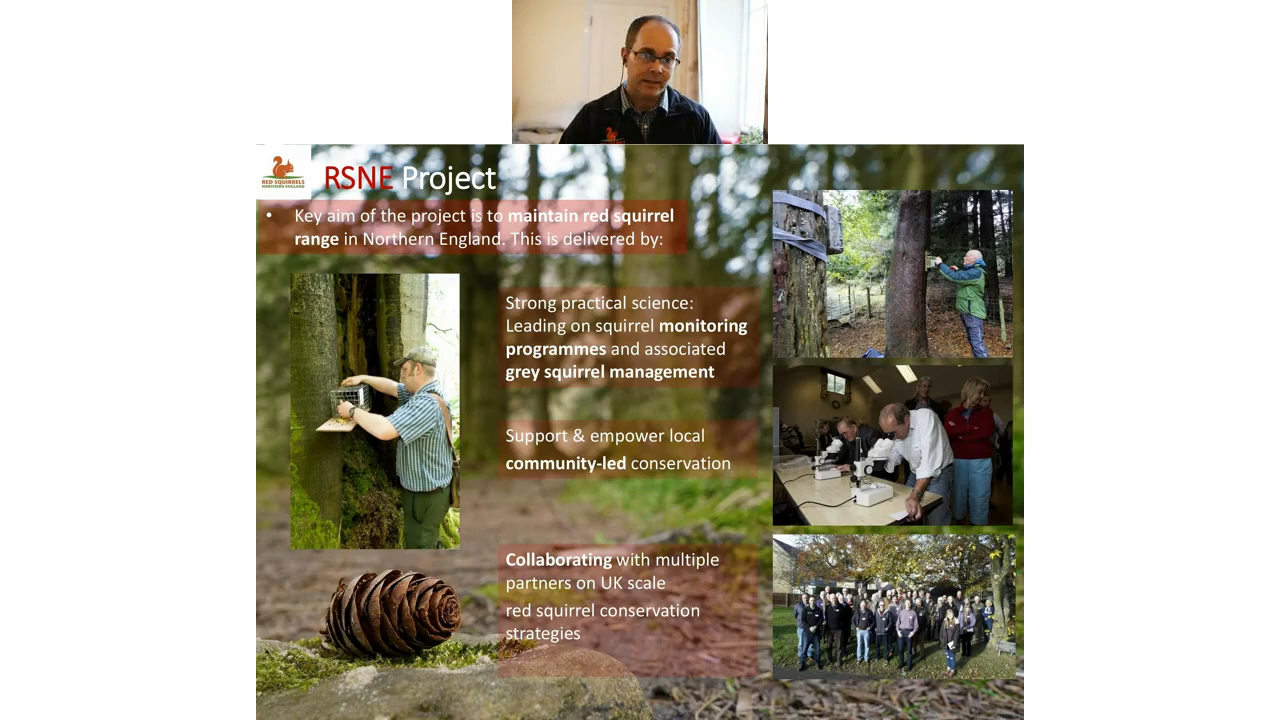 RED SQUIRRELS
NORTHERN ENGLAND
RSNE Project
• Key aim of the project is to maintain red squirrel
range in Northern England. This is delivered by:
Strong practical science:
Leading on squirrel monitoring
programmes and associated
grey squirrel management
Support & empower local
community-led conservation
Collaborating with multiple
partners on UK scale
red squirrel conservation
strategies